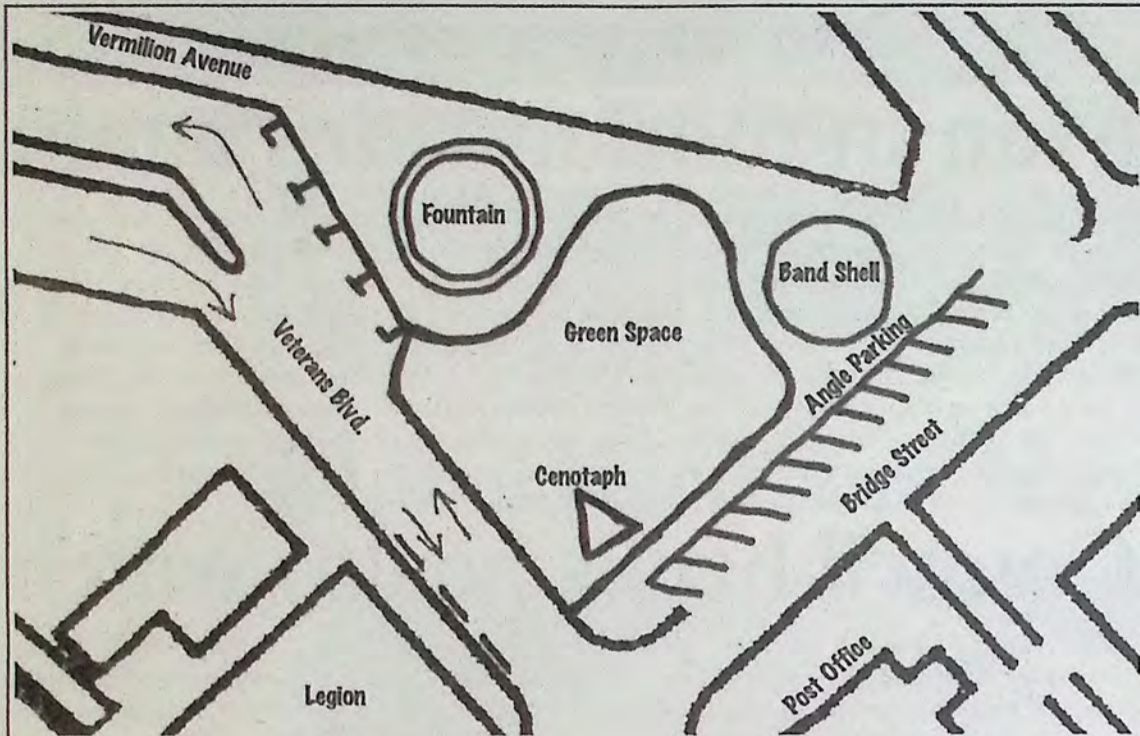 Vermilion Avenue
Fountain
Band Shell
Green Space
Angle Parking
Veterans Blvd.
Bridge Street
Cenotaph
Post Office
Legion